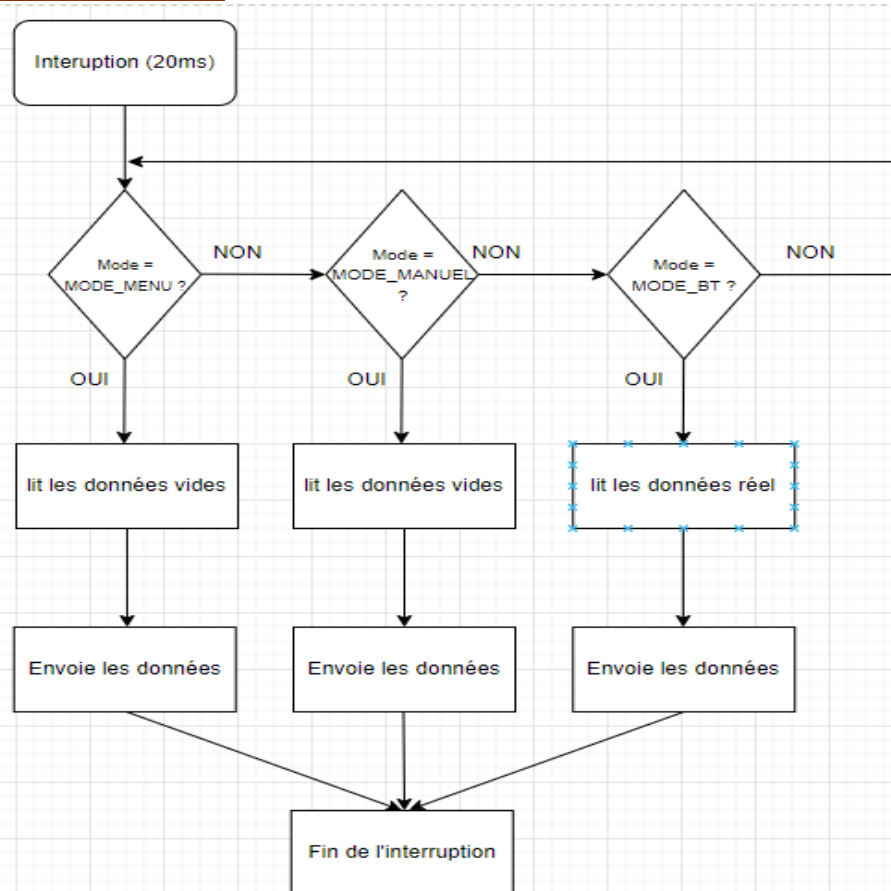 Interuption (20ms)
Mode =
MODE_MENU ?
NON
Mode =
MODE_MANUEL
?
NON
Mode =
MODE_BT ?
NON
OUI
OUI
OUI
lit les données vides
lit les données vides
lit les données réel
Envoie les données
Envoie les données
Envoie les données
Fin de l'interruption